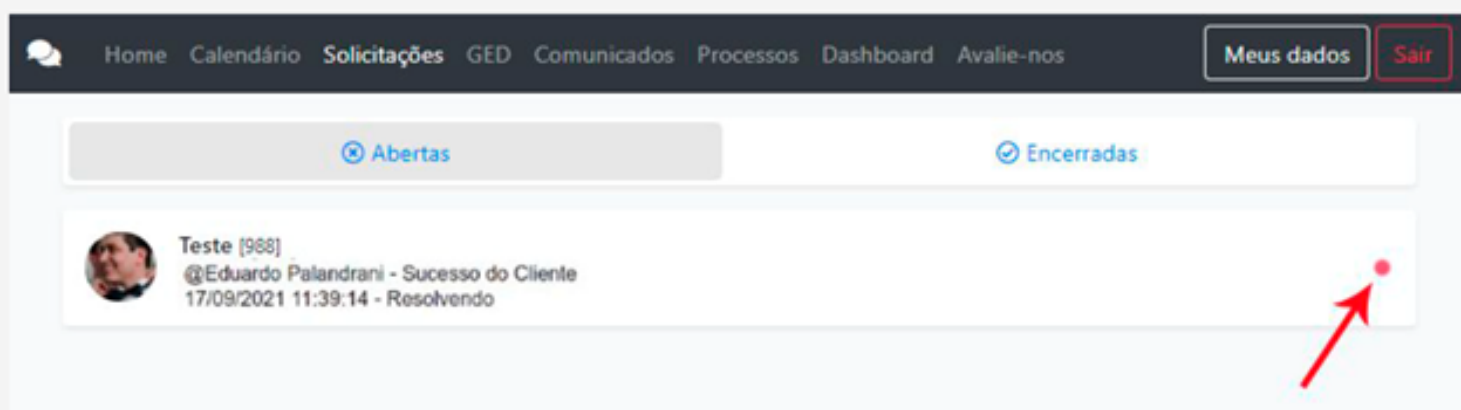 Home Calendário Solicitações GED Comunicados Processos Dashboard Avalie-nos Meus dados Sair
Abertas Encerradas
Teste [988]
@Eduardo Palandrani - Sucesso do Cliente
17/09/2021 11:39:14 - Resolvendo